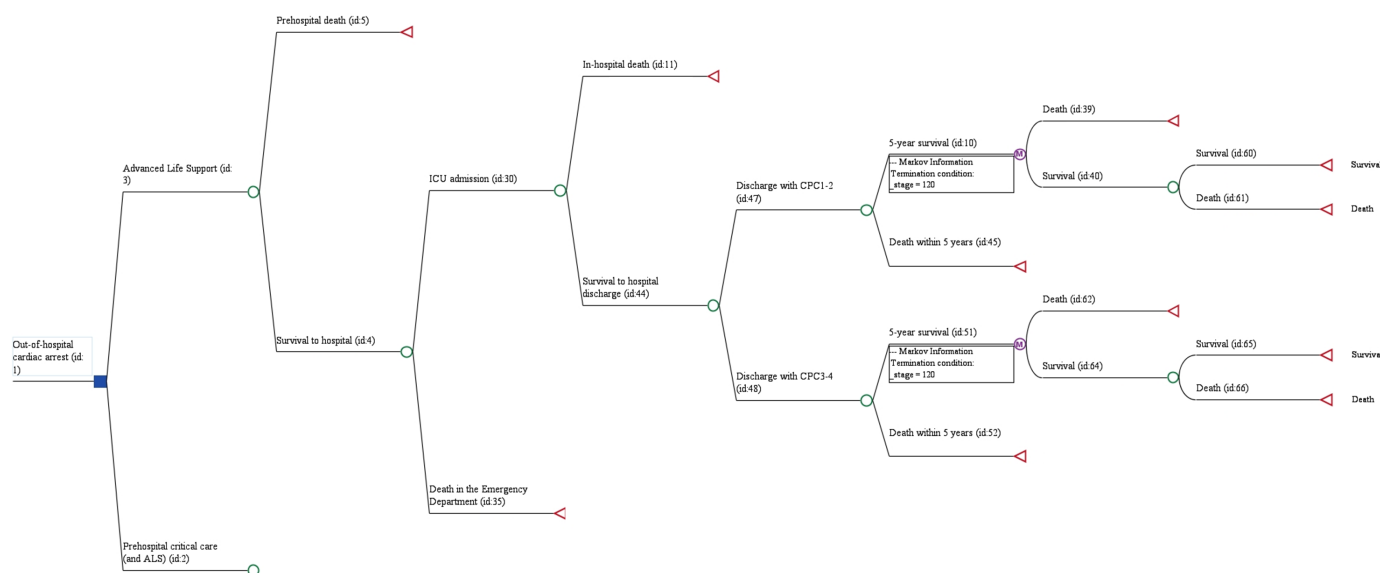 Prehospital death (id:5)
In-hospital death (id:11)
Death (id:39)
5-year survival (id:10)
--- Markov Information
Termination condition:
_stage = 120
Survival (id:60)
Survival
Advanced Life Support (id:
3)
ICU admission (id:30)
Survival (id:40)
Discharge with CPC1-2
(id:47)
Survival (id:61)
Death
Death within 5 years (id:45)
Survival to hospital
discharge (id:44)
Death (id:62)
5-year survival (id:51)
--- Markov Information
Termination condition:
_stage = 120
Out-of-hospital
cardiac arrest (id:
1)
Survival to hospital (id:4)
Survival (id:65)
Surviva
Survival (id:64)
Discharge with CPC3-4
(id:48)
Death (id:66)
Death
Death within 5 years (id:52)
Death in the Emergency
Department (id:35)
Prehospital critical care
(and ALS) (id:2)